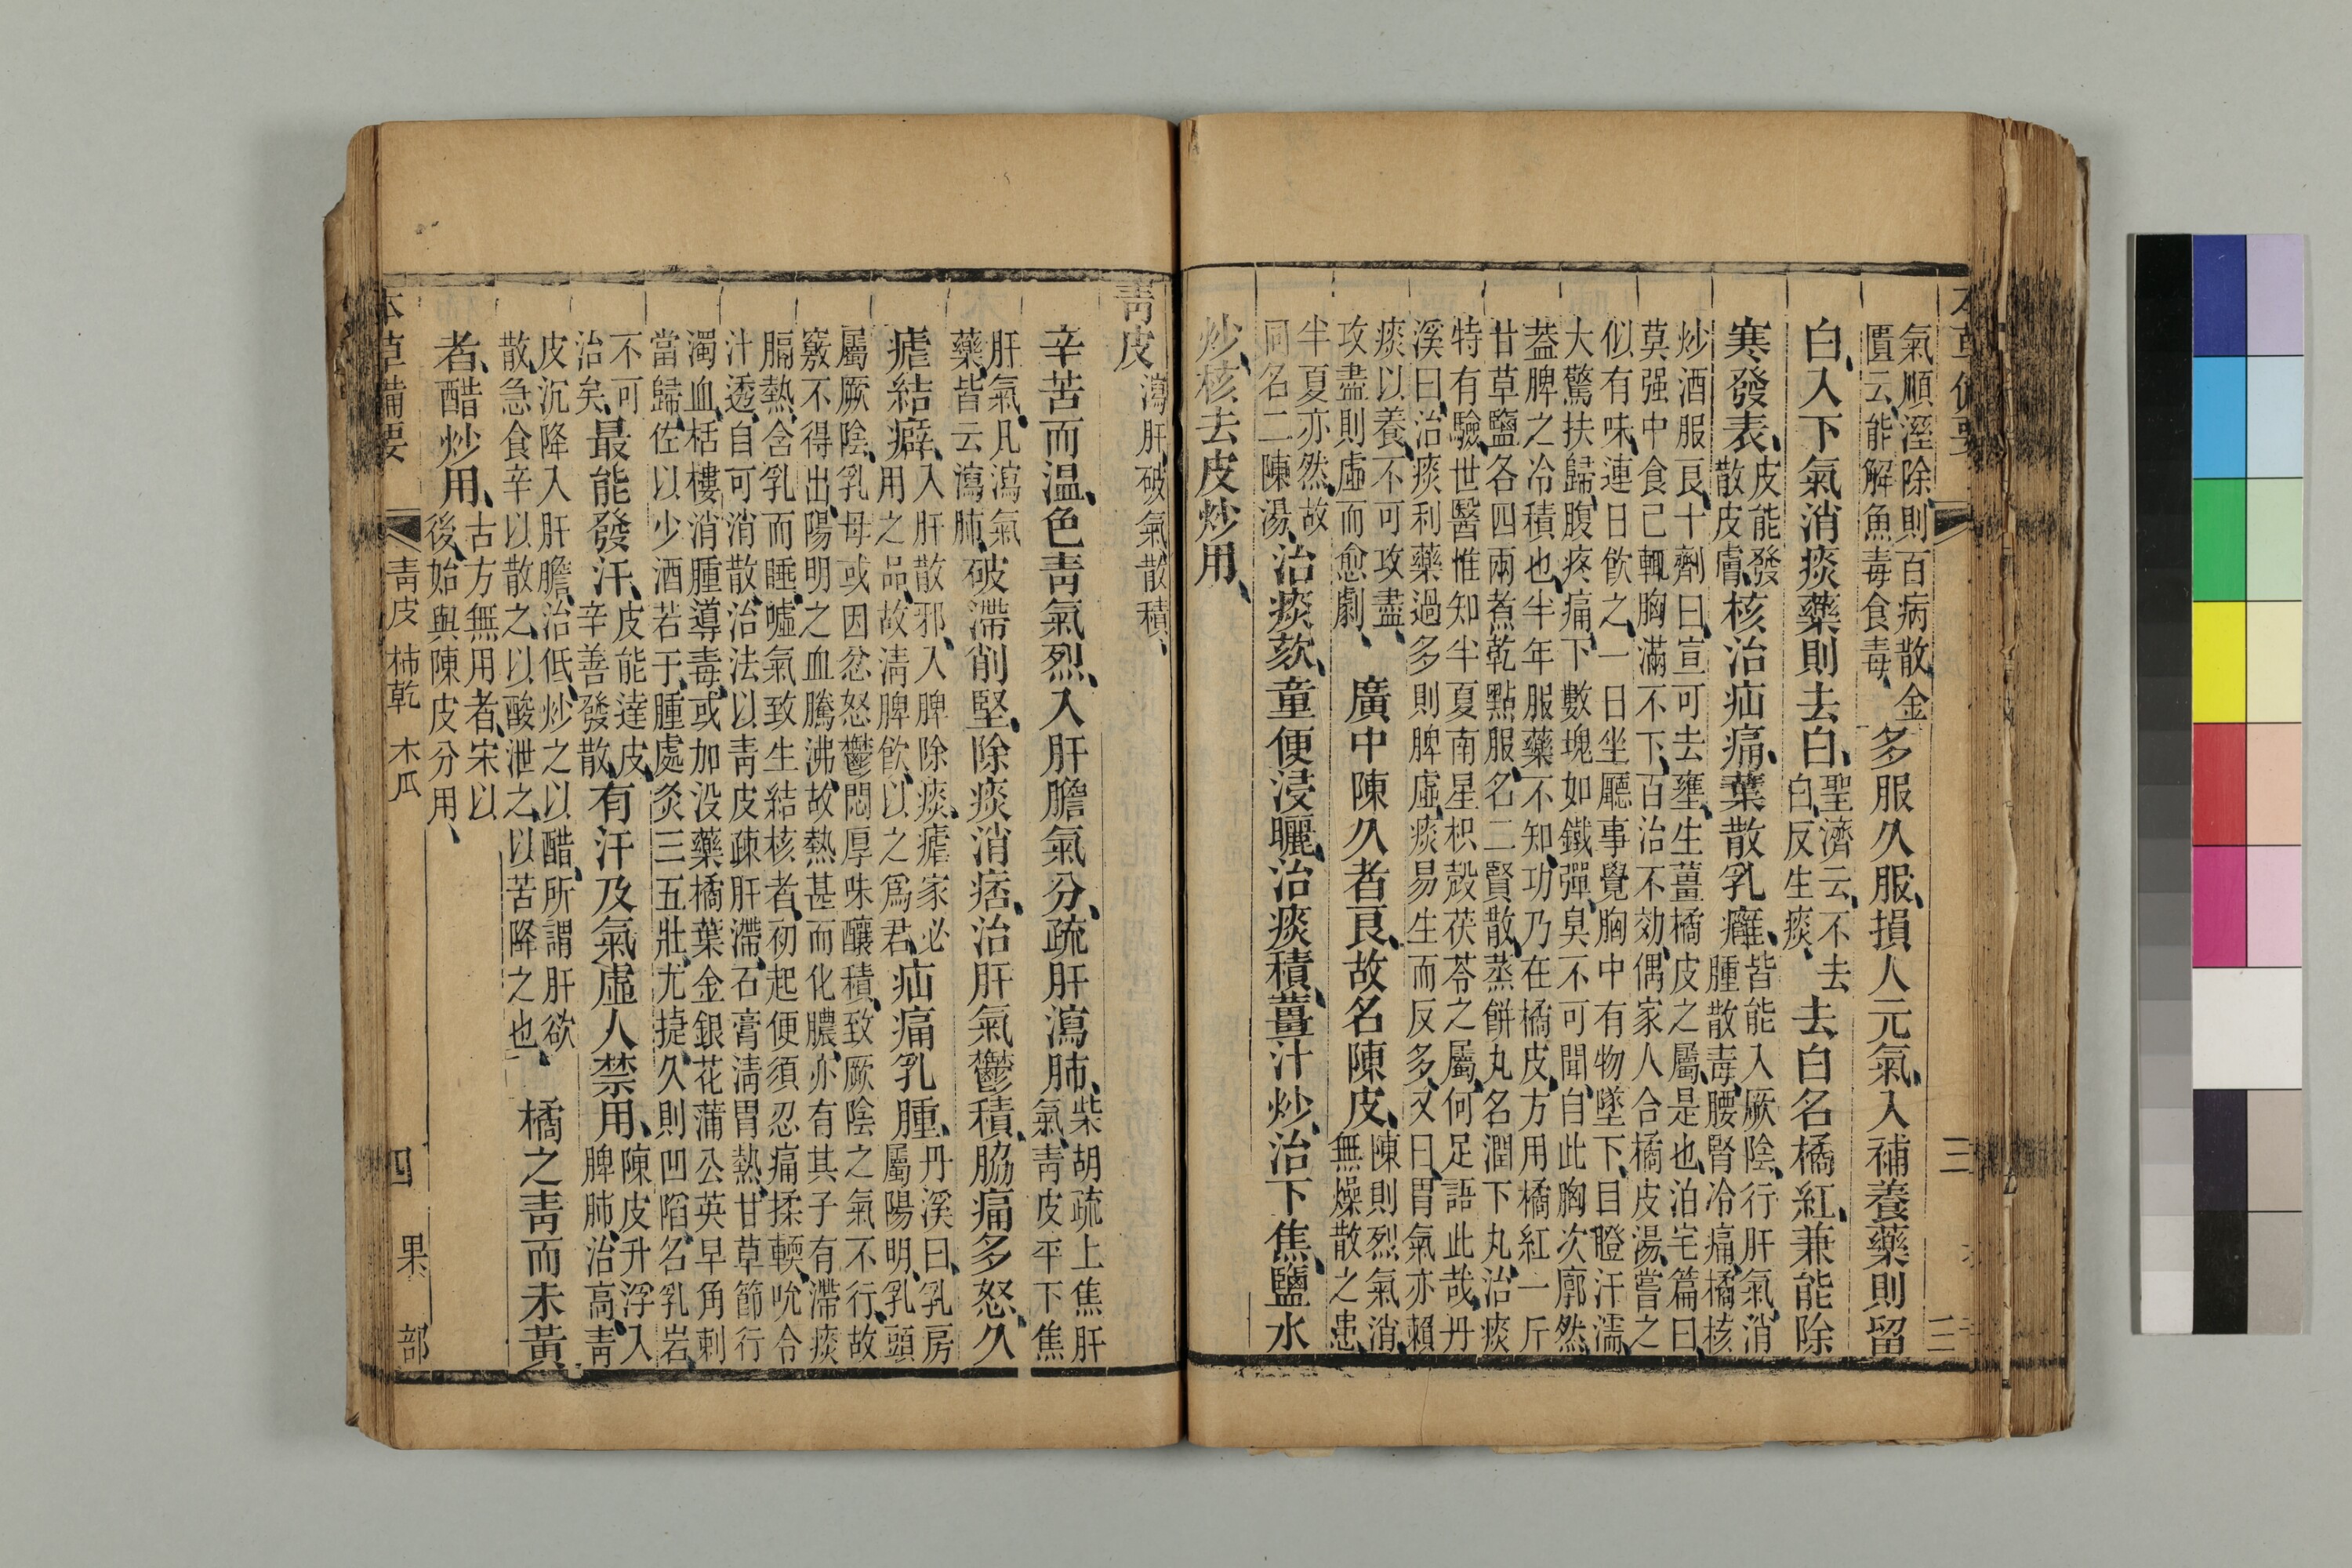 氣順溼除則百病散金
匱云能解魚毒食毒、多服久服、損人元氣、入補養藥則留
白、入下氣消痰藥則去白、聖濟云、不去
白、反生痰、去白名橘紅、兼能除
寒發表、皮能發
散皮膚、核治疝痛、葉散乳癰、皆能入厥陰、行肝氣消
腫散毒、腰腎冷痛、橘核
炒酒服良、十劑曰、宣可去壅、生薑橘皮之屬是也、泊宅篇曰、
莫强中食已輒胸滿不下、百治不効、偶家人合橘皮湯、嘗之
似有味、連日飲之、一日坐廳事覺胸中有物墜下、目瞪汗濡、
大驚扶歸、腹疼痛、下數塊如鐵彈、臭不可聞、自此胸次廓然、
葢脾之冷積也、半年服藥不知、功乃在橘皮、方用橘紅一斤
甘草鹽各四兩煮乾點服、名二賢散、蒸餅丸名潤下丸、治痰
特有驗、世醫惟知半夏南星枳殼茯苓之屬、何足語此哉、丹
溪曰、治痰利藥過多則脾虛、痰易生而反多、又曰、胃氣亦賴
痰以養、不可攻盡、
攻盡則虛而愈劇、廣中陳久者良、故名陳皮、陳則烈氣消、
無燥散之患、
半夏亦然、故
同名二陳湯、治痰欬、童便浸曬、治痰積、薑汁炒、治下焦、鹽水
炒、核去皮炒用、
本草備要
三
青皮 瀉肝破氣散積、
辛苦而溫、色青氣烈、入肝膽氣分、疏肝瀉肺、柴胡疏上焦肝
氣、青皮平下焦
肝氣、凡瀉氣
藥、皆云瀉肺、破滯削堅、除痰消痞、治肝氣鬱積、脇痛多怒、久
瘧結癖、入肝散邪、入脾除痰、瘧家必
用之品、故清脾飲、以之爲君、疝痛乳腫、丹溪曰、乳房
屬陽明、乳頭
屬厥陰、乳母或因忿怒鬱悶、厚味釀積、致厥陰之氣不行、故
竅不得出、陽明之血騰沸、故熱甚而化膿、亦有其子有滯痰
膈熱、含乳而睡、噓氣致生結核者、初起便須忍痛揉輭、吮令
汁透、自可消散、治法以青皮疎肝滯、石膏清胃熱、甘草節行
濁血、栝樓消腫導毒、或加没藥橘葉金銀花蒲公英皁角刺
當歸、佐以少酒、若于腫處灸三五壯、尤捷、久則凹陷、名乳岩、
不可
治矣、最能發汗、皮能達皮、
辛善發散、有汗及氣虛人禁用、陳皮升浮、入
脾肺、治高、青
皮沉降入肝膽、治低、炒之以醋、所謂肝欲
散、急食辛以散之、以酸泄之、以苦降之也、橘之青而未黄
者、醋炒用、古方無用者、宋以
後、始與陳皮分用、
本草備要 青皮 柿乾 木瓜
四
果部